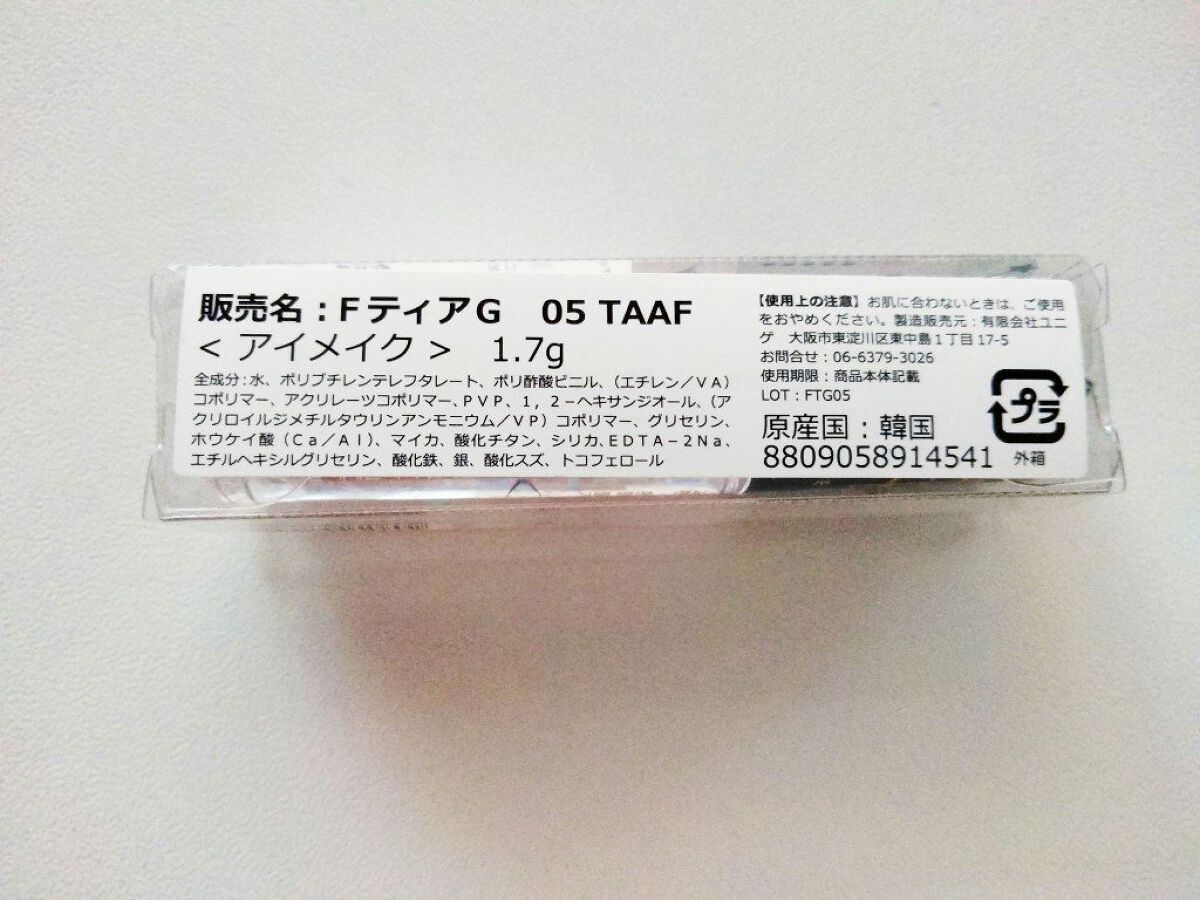 販売名：FティアG　05 TAAF
＜アイメイク＞　1.7g
全成分：水、ポリブチレンテレフタレート、ポリ酢酸ビニル、（エチレン／VA）
コポリマー、アクリレーツコポリマー、PVP、1，2－ヘキサンジオール、（ア
クリロイルジメチルタウリンアンモニウム／VP）コポリマー、グリセリン、
ホウケイ酸（Ca／Al）、マイカ、酸化チタン、シリカ、EDTA－2Na、
エチルヘキシルグリセリン、酸化鉄、銀、酸化スズ、トコフェロール
【使用上の注意】お肌に合わないときは、ご使用
をおやめください。製造販売元：有限会社ユニ
ゲ　大阪市東淀川区東中島1丁目17-5
お問合せ：06-6379-3026
使用期限：商品本体記載
LOT：FTG05
原産国：韓国
8809058914541
プラ
外箱